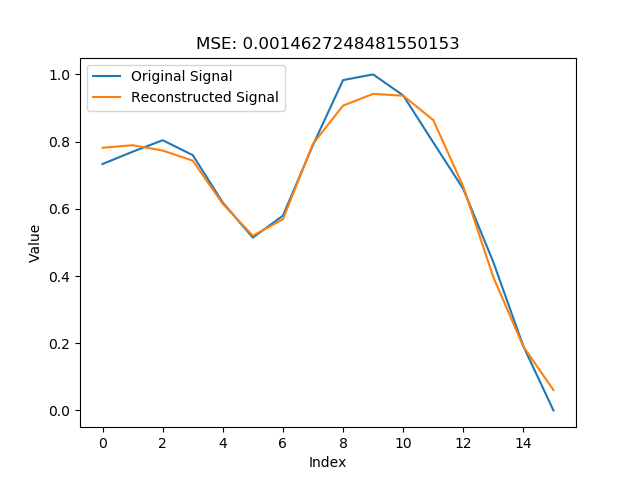 MSE: 0.0014627248481550153
Original Signal
Reconstructed Signal
1.0
0.8
0.6
0.4
0.2
0.0
Value
0 2 4 6 8 10 12 14
Index